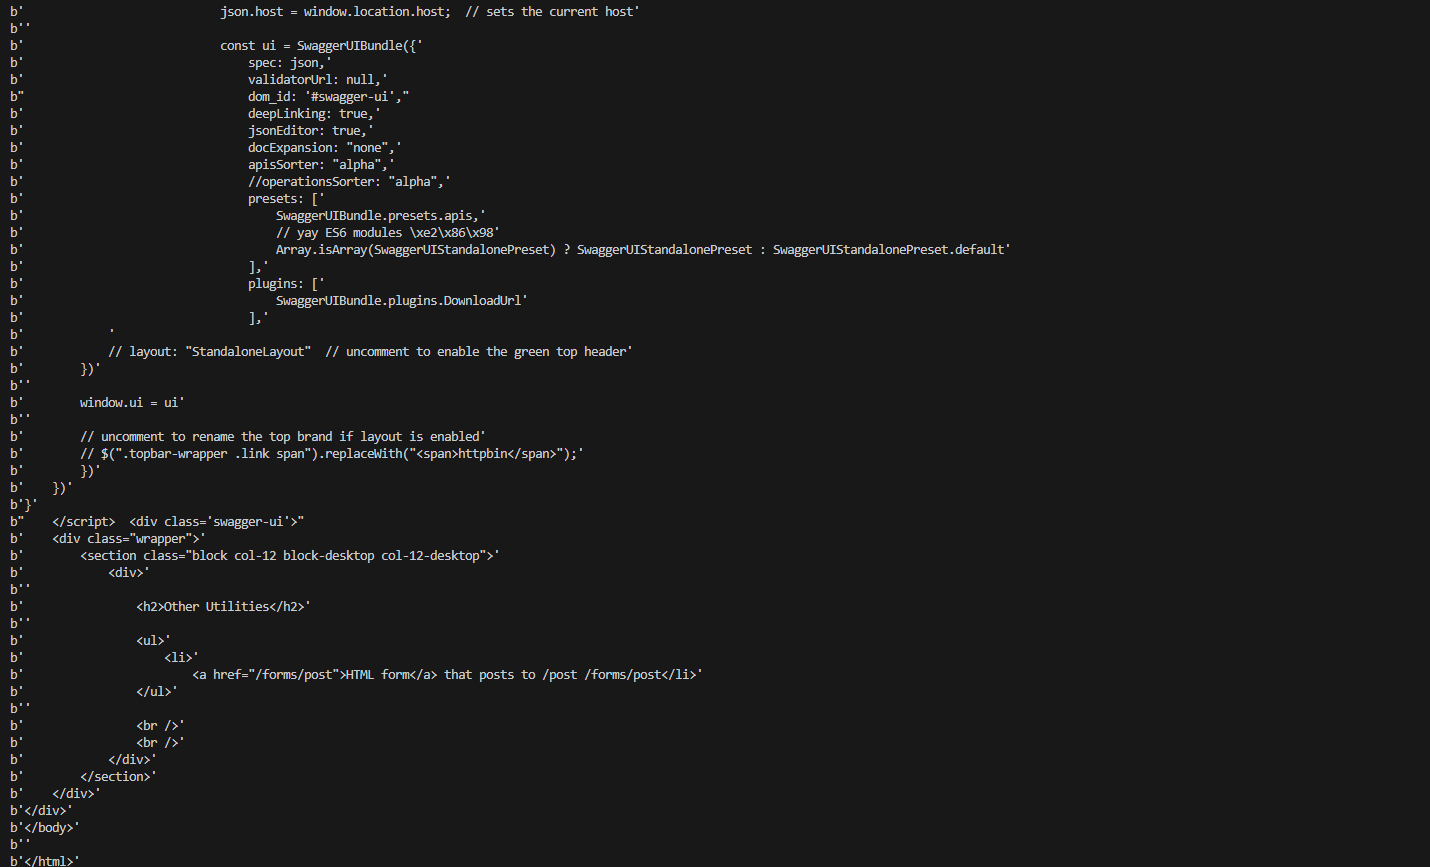 b'                            json.host = window.location.host;  // sets the current host'
b''
b'                            const ui = SwaggerUIBundle({'
b'                                spec: json,'
b'                                validatorUrl: null,'
b"                                dom_id: '#swagger-ui',"
b'                                deepLinking: true,'
b'                                jsonEditor: true,'
b'                                docExpansion: "none",'
b'                                apisSorter: "alpha",'
b'                                //operationsSorter: "alpha",'
b'                                presets: ['
b'                                    SwaggerUIBundle.presets.apis,'
b'                                    // yay ES6 modules \xe2\x86\x98'
b'                                    Array.isArray(SwaggerUIStandalonePreset) ? SwaggerUIStandalonePreset : SwaggerUIStandalonePreset.default'
b'                                ],'
b'                                plugins: ['
b'                                    SwaggerUIBundle.plugins.DownloadUrl'
b'                                ],'
b'            '
b'            // layout: "StandaloneLayout"  // uncomment to enable the green top header'
b'        })'
b''
b'        window.ui = ui'
b''
b'        // uncomment to rename the top brand if layout is enabled'
b'        // $(".topbar-wrapper .link span").replaceWith("<span>httpbin</span>");'
b'        })'
b'    })'
b'}'
b"    </script>  <div class='swagger-ui'>"
b'    <div class="wrapper">'
b'        <section class="block col-12 block-desktop col-12-desktop">'
b'            <div>'
b''
b'                <h2>Other Utilities</h2>'
b''
b'                <ul>'
b'                    <li>'
b'                        <a href="/forms/post">HTML form</a> that posts to /post /forms/post</li>'
b'                </ul>'
b''
b'                <br />'
b'                <br />'
b'            </div>'
b'        </section>'
b'    </div>'
b'</div>'
b'</body>'
b''
b'</html>'